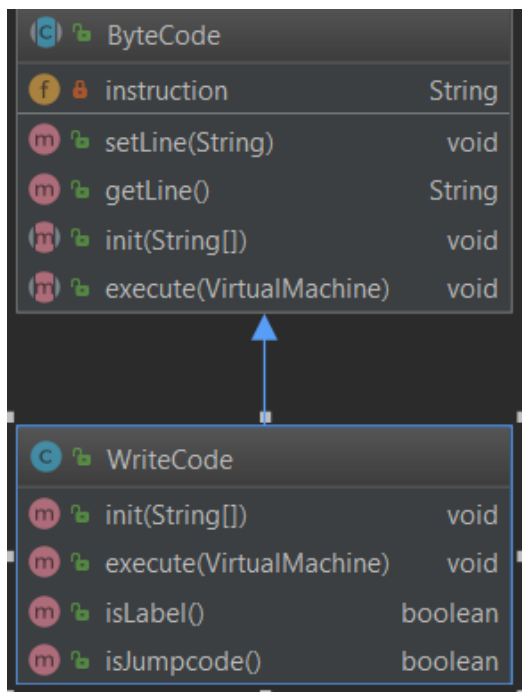 C ByteCode
f instruction String
m setLine(String) void
m getLine() String
m init(String[]) void
m execute(VirtualMachine) void
C WriteCode
m init(String[]) void
m execute(VirtualMachine) void
m isLabel() boolean
m isJumpcode() boolean